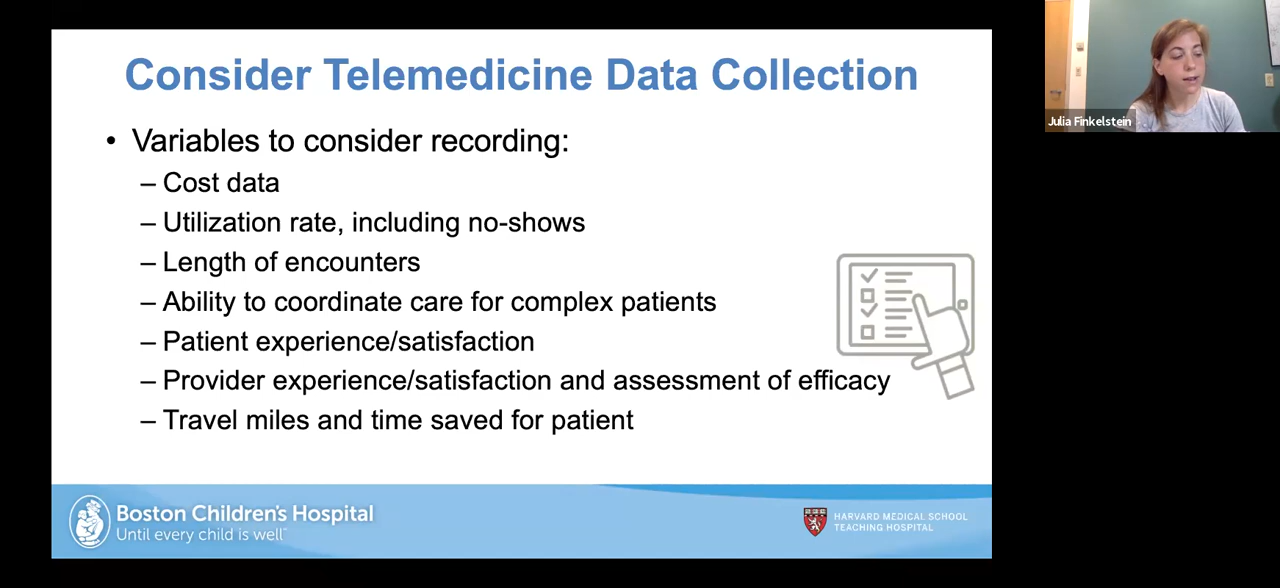 Consider Telemedicine Data Collection
• Variables to consider recording:
– Cost data
– Utilization rate, including no-shows
– Length of encounters
– Ability to coordinate care for complex patients
– Patient experience/satisfaction
– Provider experience/satisfaction and assessment of efficacy
– Travel miles and time saved for patient
Boston Children's Hospital
Until every child is well™
HARVARD MEDICAL SCHOOL
TEACHING HOSPITAL
Julia Finkelstein